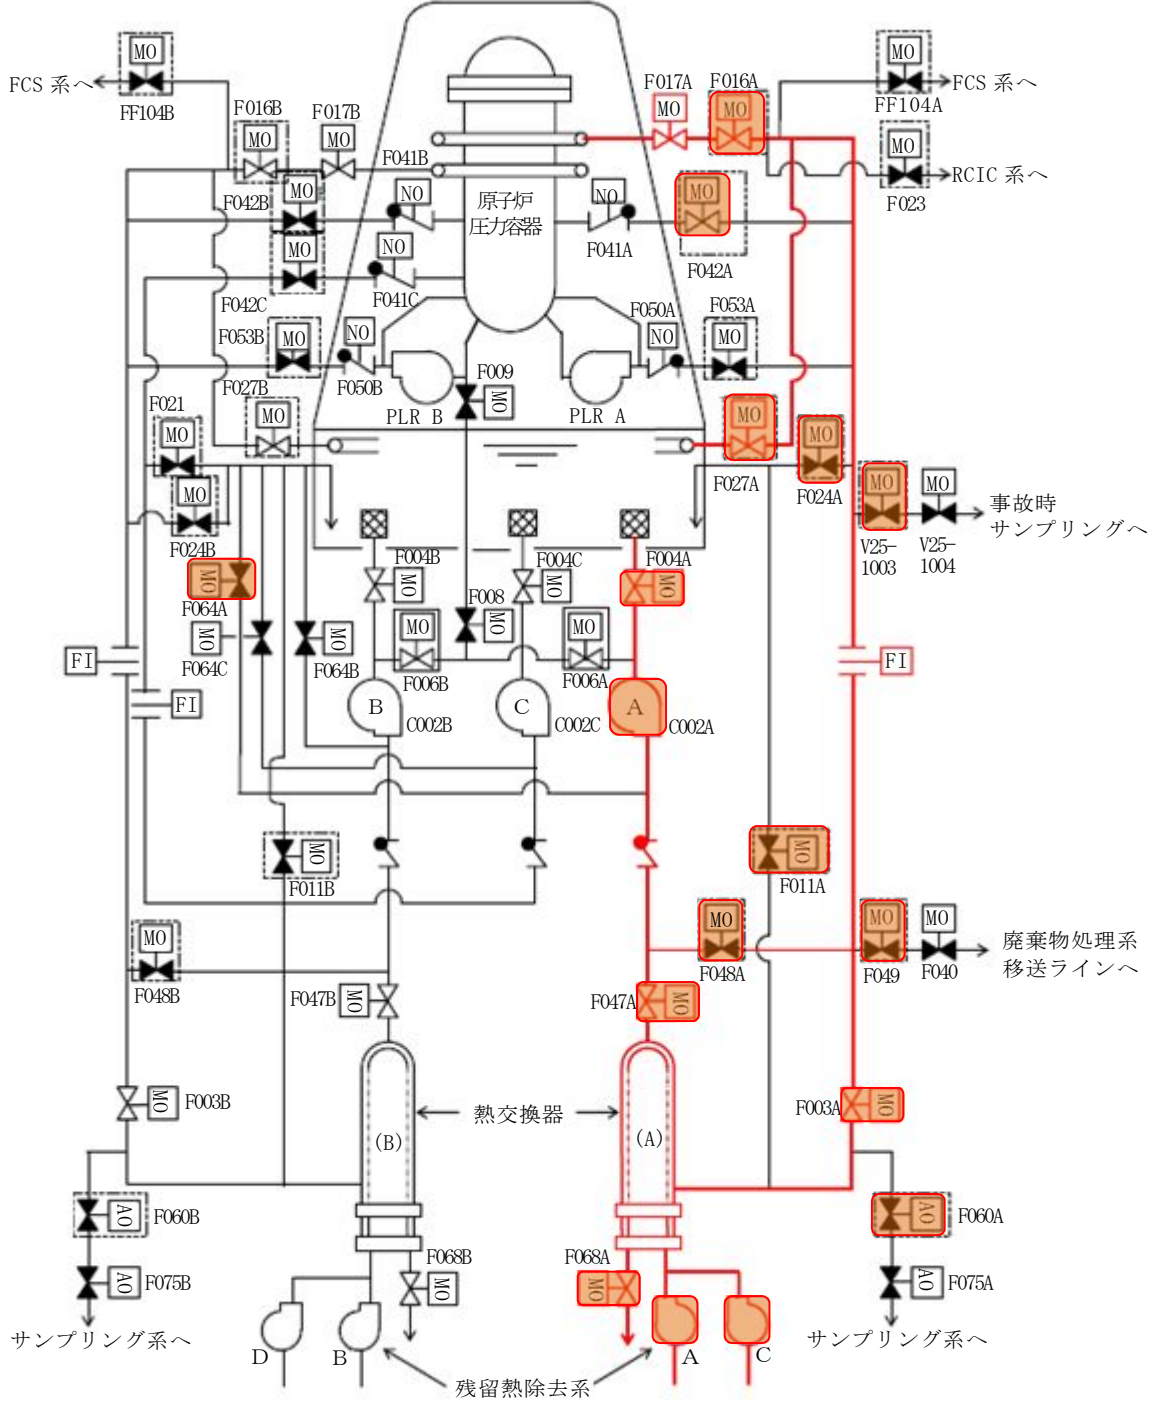 MO
MO
FCS 系へ
FF104B
F016B
F017B
F017A
F016A
FF104A
FCS 系へ
MO
MO
MO
MO
MO
RCIC 系へ
F023
F041B
原子炉
圧力容器
MO
F042B
NO
NO
F041A
MO
F042A
MO
NO
F042C
F041C
F053B
MO
NO
F050B
F050A
NO
F053A
MO
F027B
F009
MO
PLR B
PLR A
F021
MO
MO
MO
F027A
MO
F024A
MO
F024B
MO
V25-
1003
MO
V25-
1004
事故時
サンプリングへ
MO
F064A
F004B
MO
F004C
MO
F004A
MO
MO
F064C
MO
F064B
F008
MO
MO
F006B
MO
F006A
FI
FI
FI
B
C002B
C
C002C
A
C002A
MO
F011B
MO
F011A
MO
F048B
MO
F048A
MO
F049
MO
F040
廃棄物処理系
移送ラインへ
F047B
MO
F047A
MO
MO
F003B
熱交換器
F003A
MO
(B)
(A)
AO
F060B
AO
F060A
F068B
MO
F068A
MO
AO
F075B
AO
F075A
サンプリング系へ
サンプリング系へ
D
B
A
C
残留熱除去系